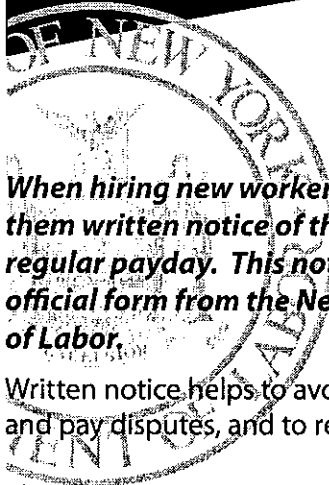 OF NEW YORK
When hiring new worker
them written notice of th
regular payday. This not
official form from the Ne
of Labor.
Written notice helps to avo
and pay disputes, and to re